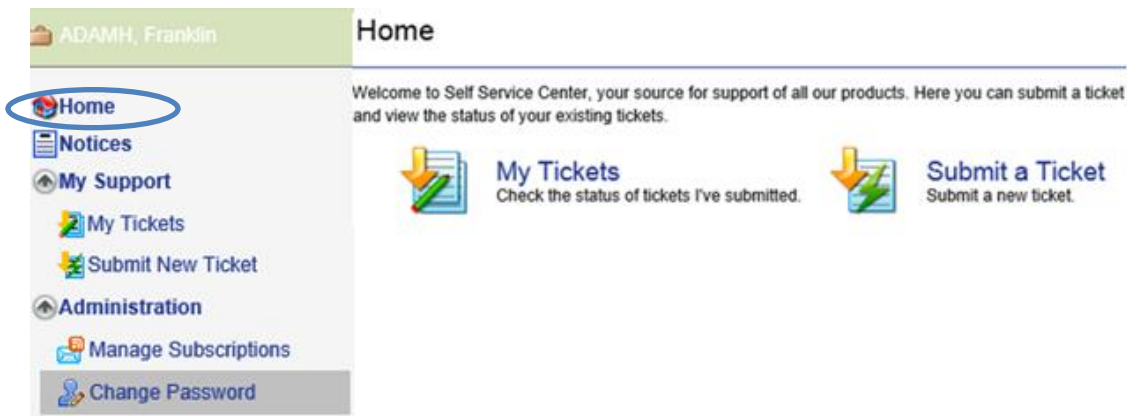 ADAMH, Franklin
Home
Notices
My Support
My Tickets
Submit New Ticket
Administration
Manage Subscriptions
Change Password
Home
Welcome to Self Service Center, your source for support of all our products. Here you can submit a ticket
and view the status of your existing tickets.
My Tickets
Check the status of tickets I've submitted.
Submit a Ticket
Submit a new ticket.